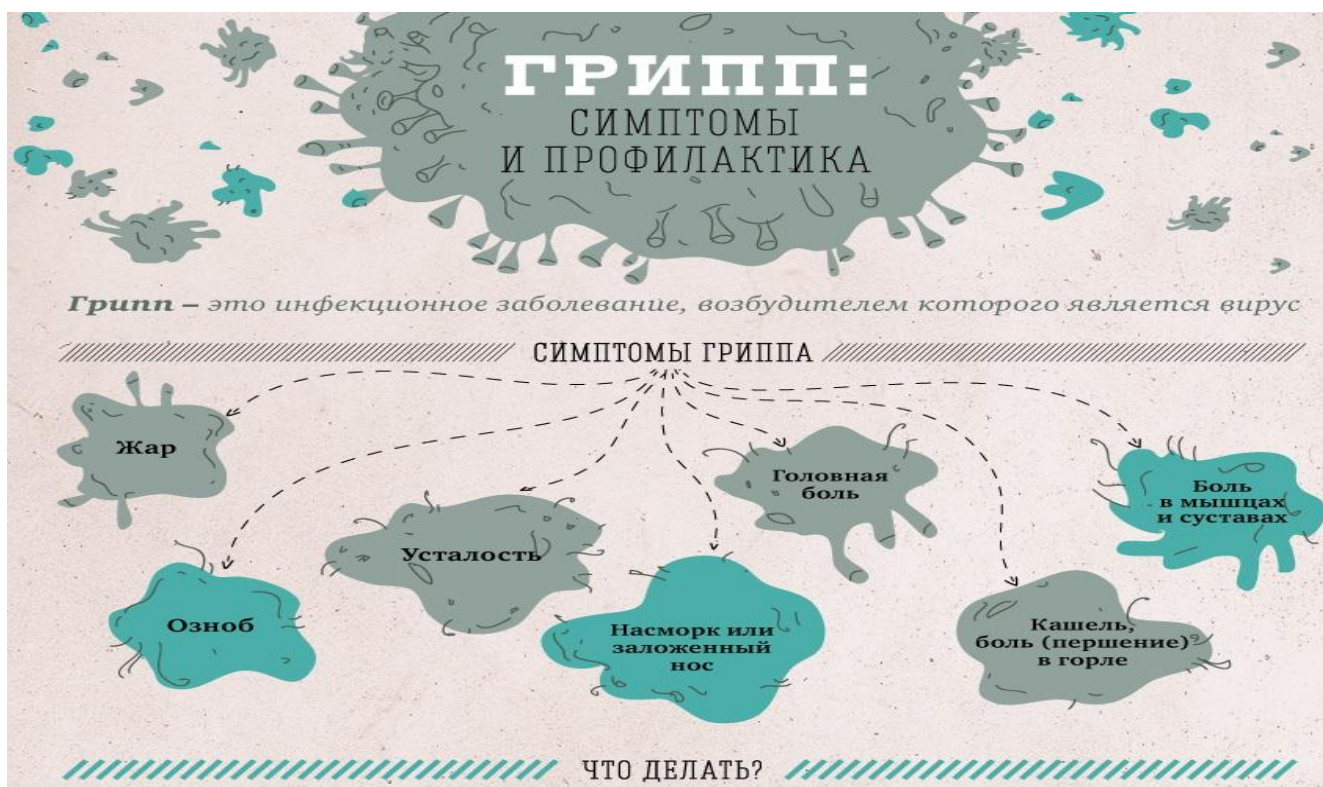 ГРИПП:
СИМПТОМЫ
И ПРОФИЛАКТИКА
Грипп – это инфекционное заболевание, возбудителем которого является вирус
СИМПТОМЫ ГРИППА
Жар
Озноб
Усталость
Насморк или
заложенный
нос
Головная
боль
Кашель,
боль (першение)
в горле
Боль
в мышцах
и суставах
ЧТО ДЕЛАТЬ?